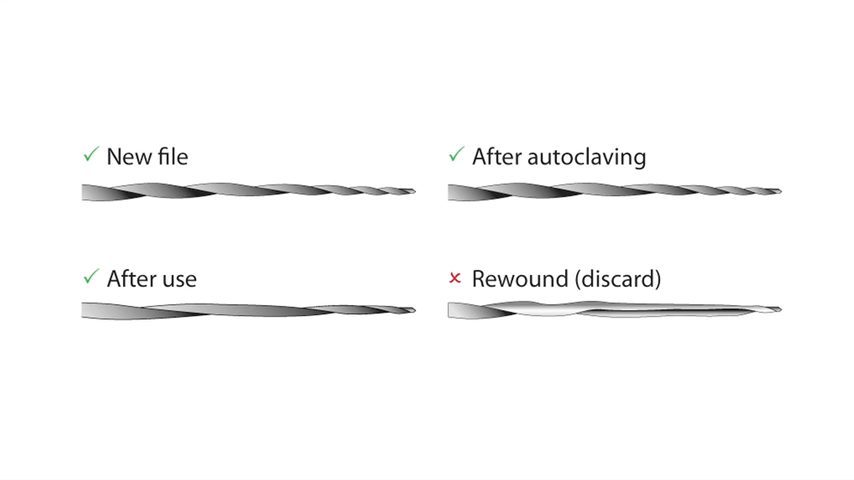 ✓ New file
✓ After autoclaving
✓ After use
✗ Rewound (discard)